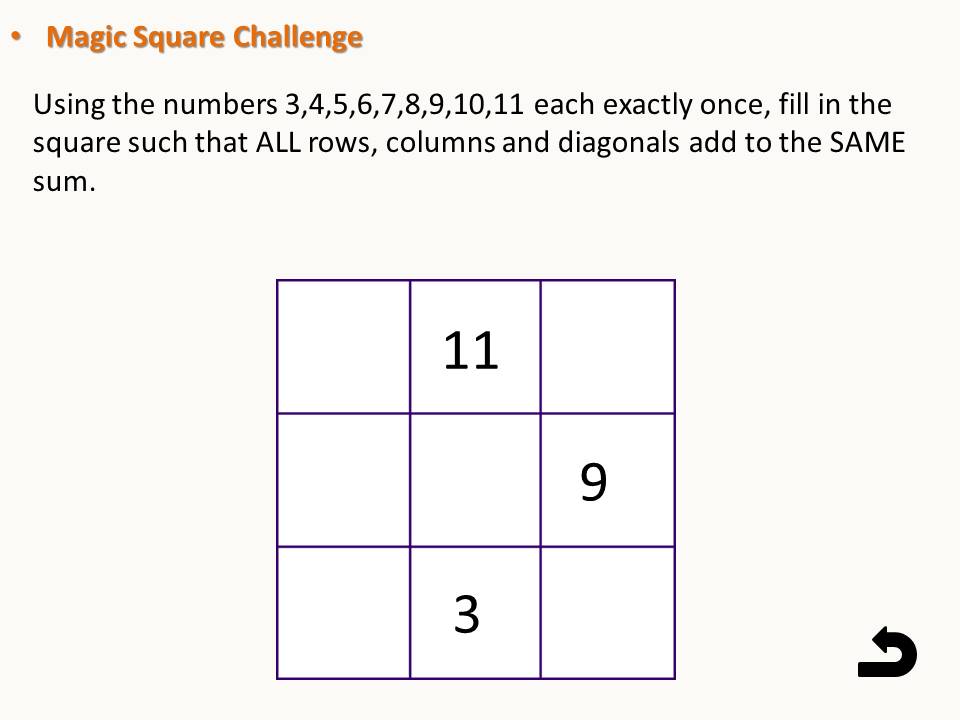 • Magic Square Challenge
Using the numbers 3,4,5,6,7,8,9,10,11 each exactly once, fill in the
square such that ALL rows, columns and diagonals add to the SAME
sum.
11
9
3